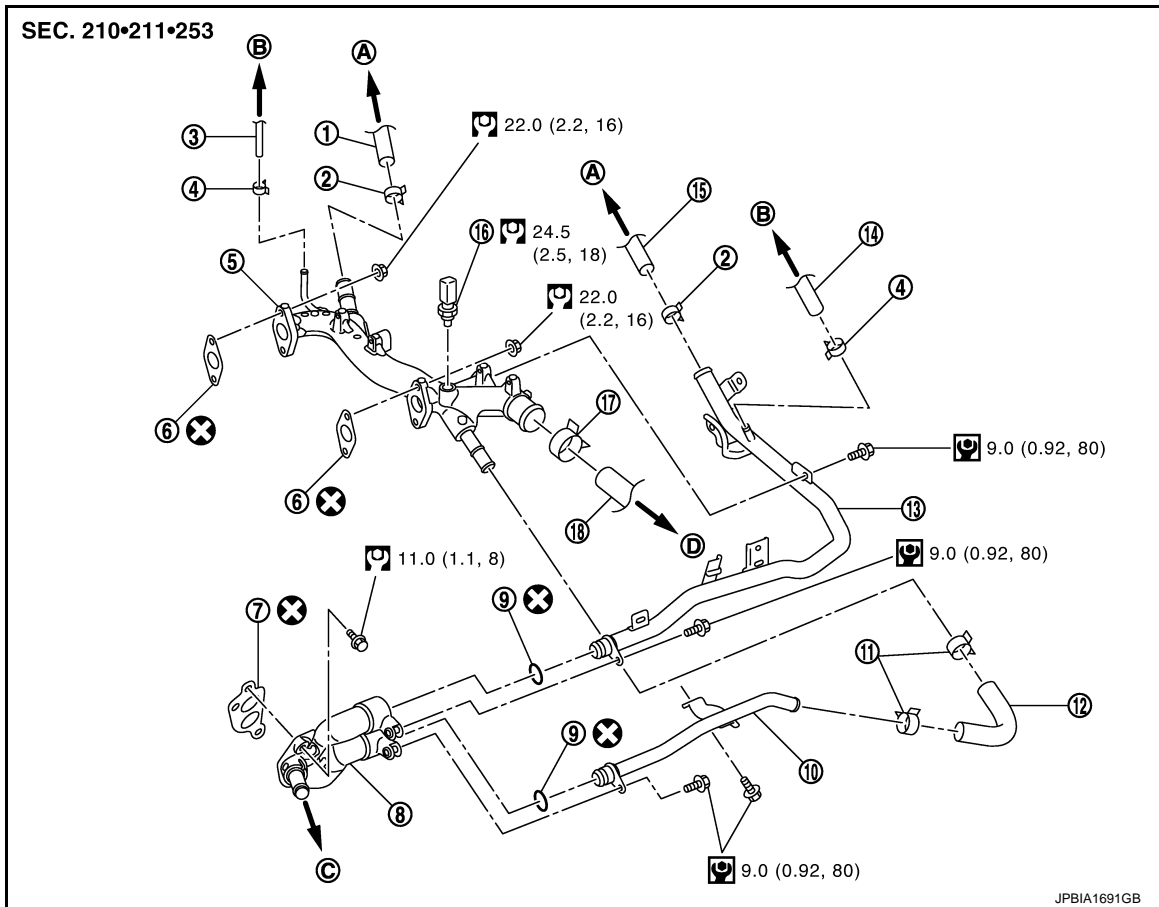 SEC. 210•211•253
B
A
3
1
22.0 (2.2, 16)
4
2
A
15
16
24.5
(2.5, 18)
B
14
5
2
4
22.0
(2.2, 16)
17
6
9.0 (0.92, 80)
6
18
13
D
11.0 (1.1, 8)
9.0 (0.92, 80)
9
7
11
12
9
10
8
C
9.0 (0.92, 80)
JPBIA1691GB